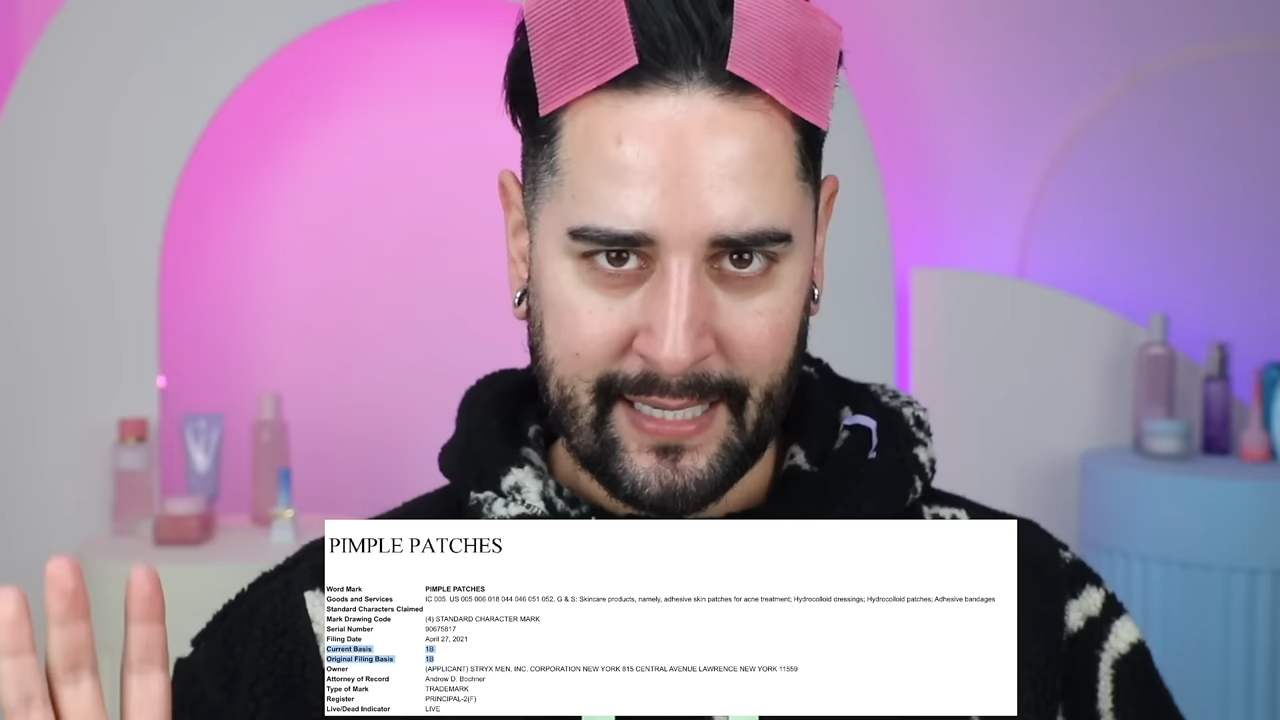 PIMPLE PATCHES
Word Mark PIMPLE PATCHES
Goods and Services IC 005. US 005 006 018 044 046 051 052. G & S: Skincare products, namely, adhesive skin patches for acne treatment; Hydrocolloid dressings; Hydrocolloid patches; Adhesive bandages
Standard Characters Claimed
Mark Drawing Code (4) STANDARD CHARACTER MARK
Serial Number 90675817
Filing Date April 27, 2021
Current Basis 1B
Original Filing Basis 1B
Owner (APPLICANT) STRYX MEN, INC. CORPORATION NEW YORK 815 CENTRAL AVENUE LAWRENCE NEW YORK 11559
Attorney of Record Andrew D. Bochner
Type of Mark TRADEMARK
Register PRINCIPAL-2(F)
Live/Dead Indicator LIVE